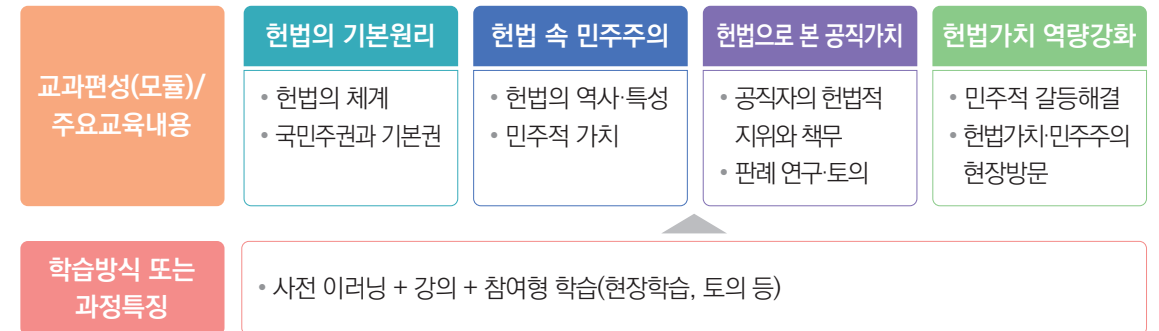 교과편성(모듈)/
주요교육내용
헌법의 기본원리
• 헌법의 체계
• 국민주권과 기본권
헌법 속 민주주의
• 헌법의 역사·특성
• 민주적 가치
헌법으로 본 공직가치
• 공직자의 헌법적
지위와 책무
• 판례 연구·토의
헌법가치 역량강화
• 민주적 갈등해결
• 헌법가치·민주주의
현장방문
학습방식 또는
과정특징
• 사전 이러닝 + 강의 + 참여형 학습(현장학습, 토의 등)